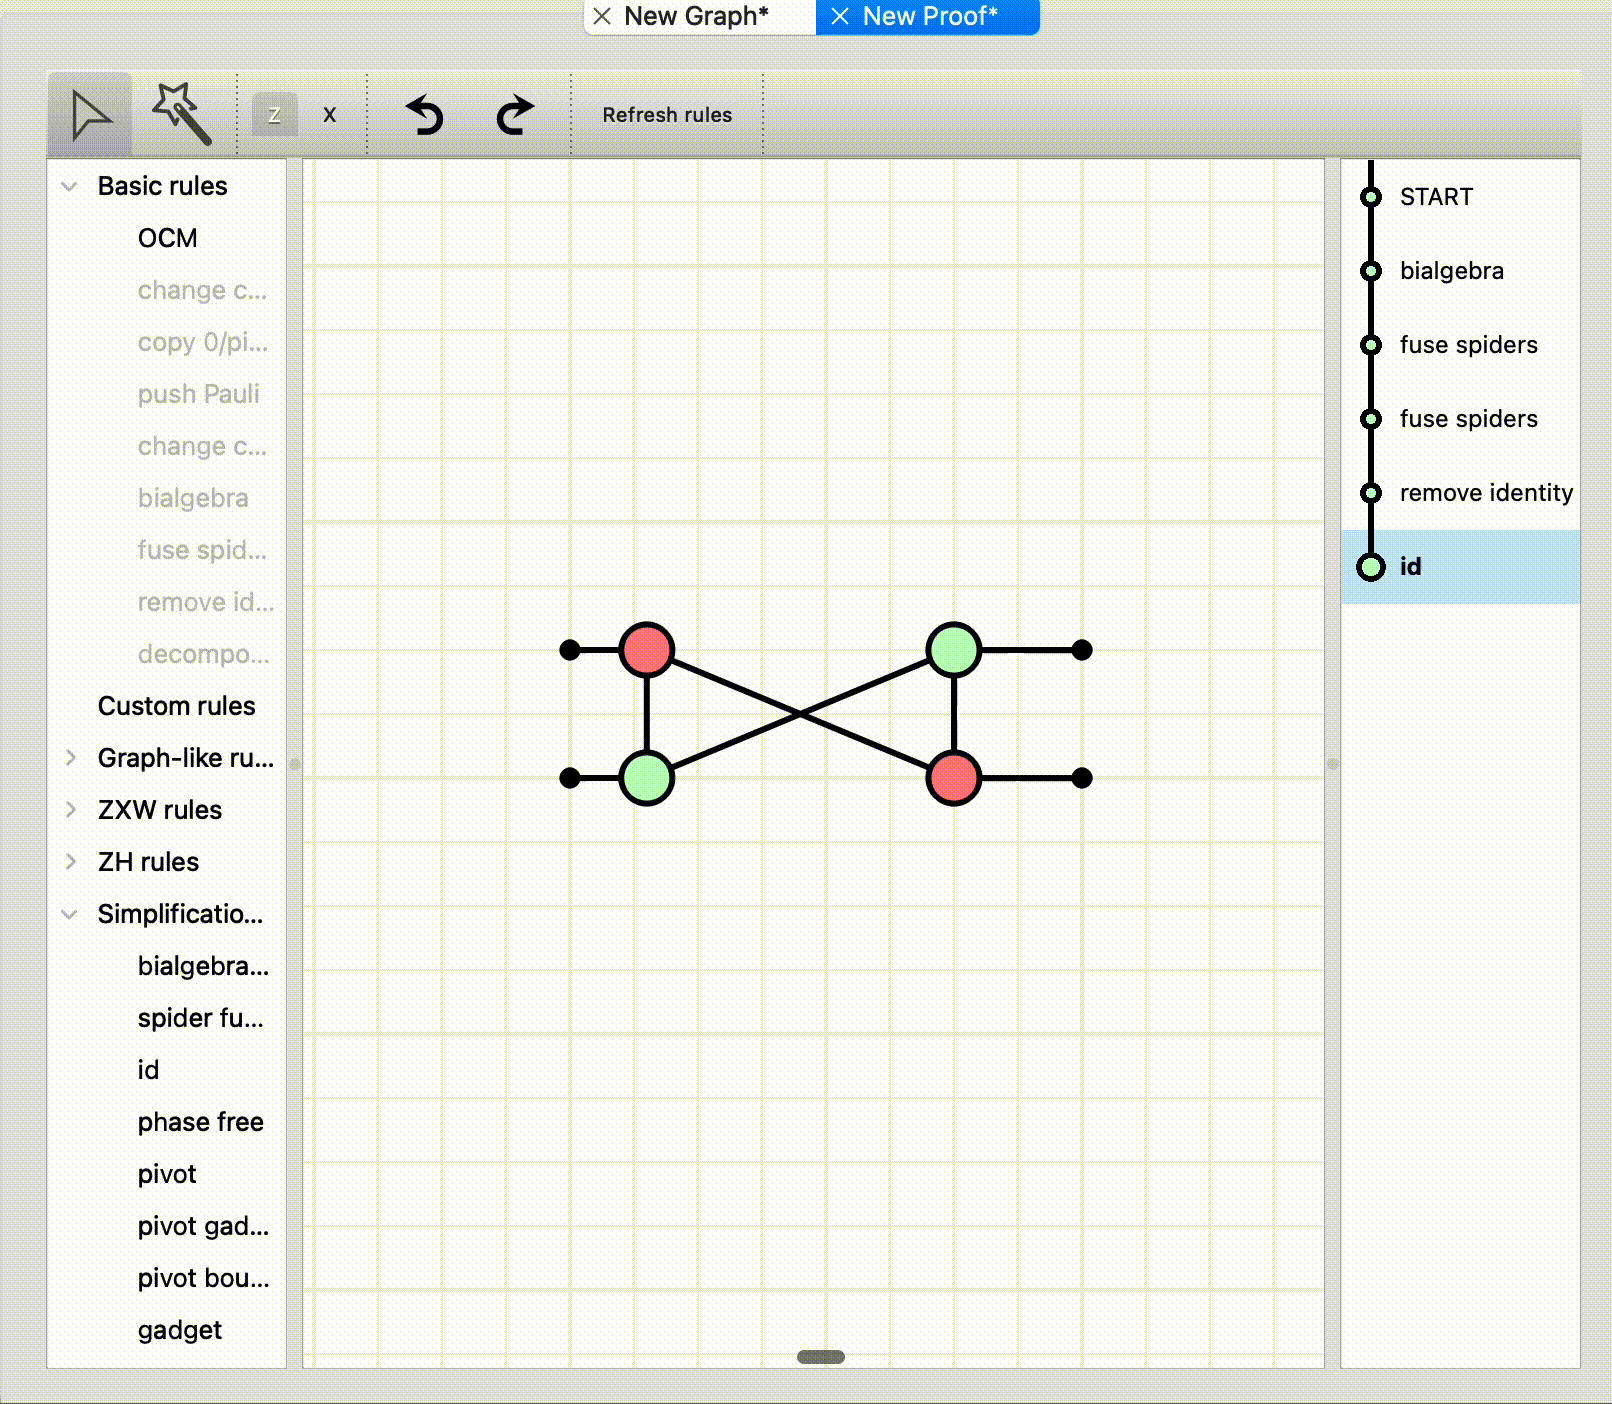 New Graph*
New Proof*
Z
X
Refresh rules
Basic rules
OCM
change c...
copy 0/pi...
push Pauli
change c...
bialgebra
fuse spid...
remove id...
decompo...
Custom rules
Graph-like ru...
ZXW rules
ZH rules
Simplificatio...
bialgebra...
spider fu...
id
phase free
pivot
pivot gad...
pivot bou...
gadget
START
bialgebra
fuse spiders
fuse spiders
remove identity
id